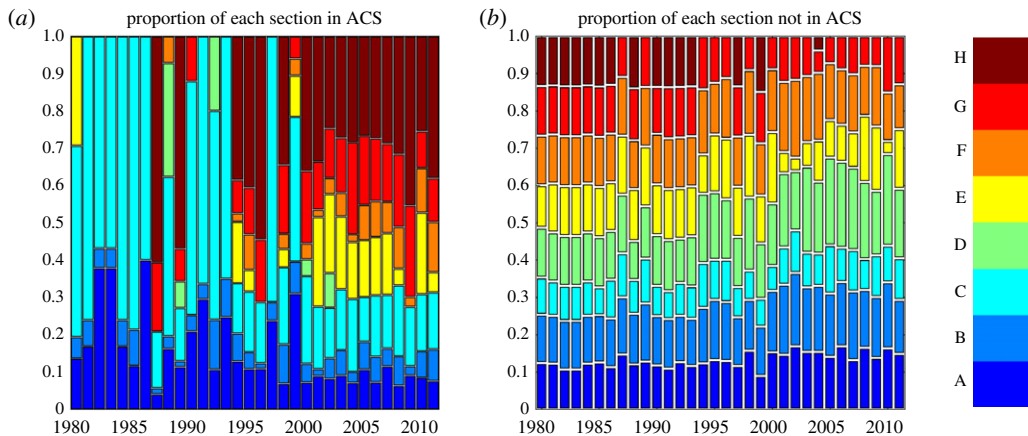 (a) proportion of each section in ACS
1.0
0.9
0.8
0.7
0.6
0.5
0.4
0.3
0.2
0.1
0
1980 1985 1990 1995 2000 2005 2010
(b) proportion of each section not in ACS
1.0
0.9
0.8
0.7
0.6
0.5
0.4
0.3
0.2
0.1
0
1980 1985 1990 1995 2000 2005 2010
H
G
F
E
D
C
B
A